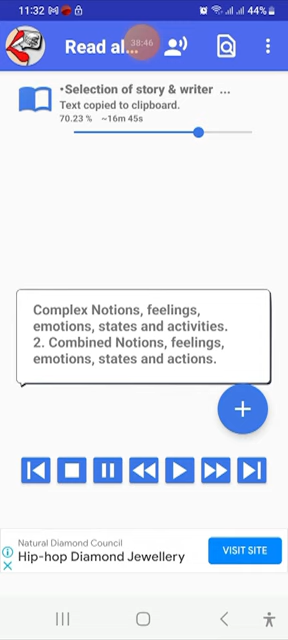 11:32
44%
Read al...
38:46
•Selection of story & writer ...
Text copied to clipboard.
70.23 % ~16m 45s
Complex Notions, feelings,
emotions, states and activities.
2. Combined Notions, feelings,
emotions, states and actions.
Natural Diamond Council
Hip-hop Diamond Jewellery
VISIT SITE